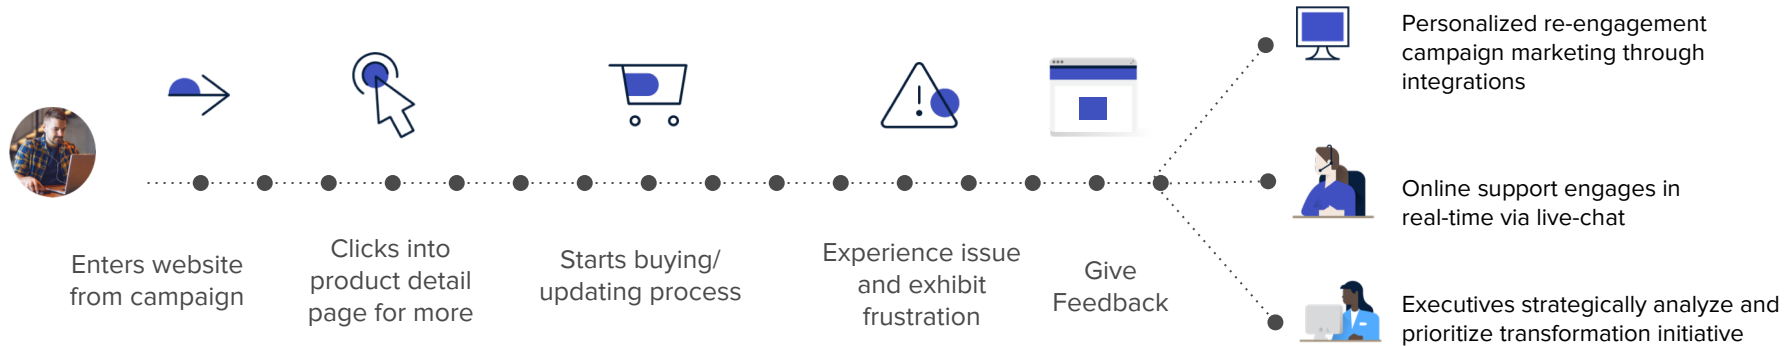 Enters website
from campaign
Clicks into
product detail
page for more
Starts buying/
updating process
Experience issue
and exhibit
frustration
Give
Feedback
Personalized re-engagement
campaign marketing through
integrations
Online support engages in
real-time via live-chat
Executives strategically analyze and
prioritize transformation initiative